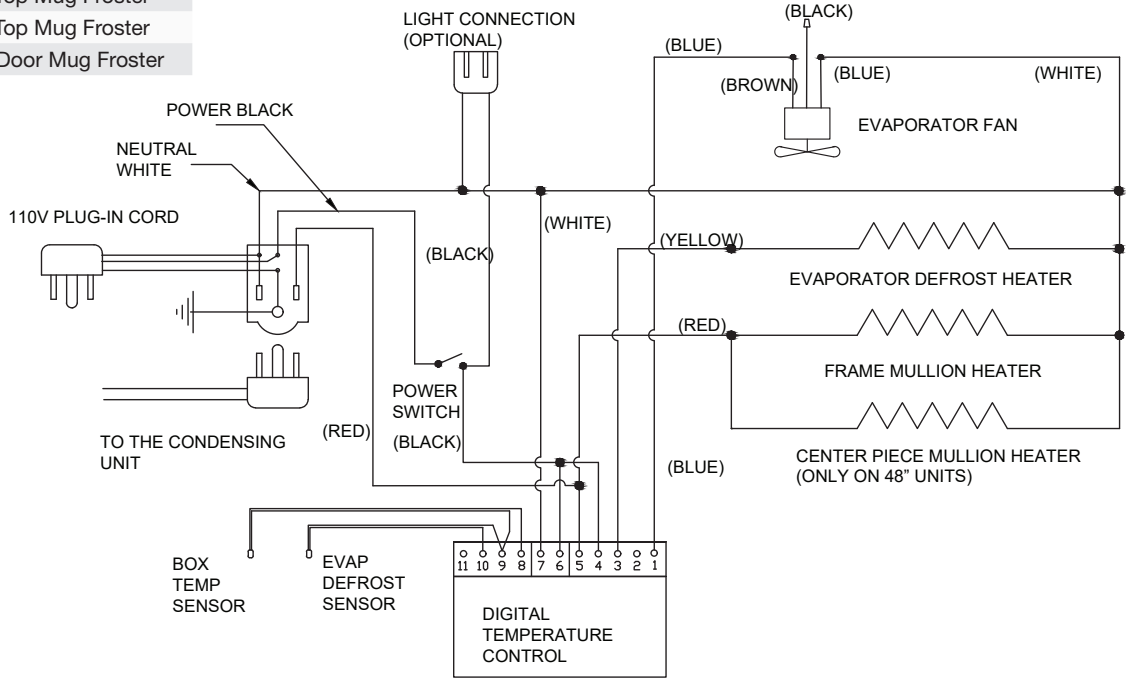 Top Mug Froster
Top Mug Froster
Door Mug Froster
LIGHT CONNECTION
(OPTIONAL)
(BLACK)
(BLUE)
(BROWN)
(BLUE)
(WHITE)
EVAPORATOR FAN
POWER BLACK
NEUTRAL
WHITE
110V PLUG-IN CORD
(BLACK)
(WHITE)
(YELLOW)
EVAPORATOR DEFROST HEATER
(RED)
FRAME MULLION HEATER
POWER
SWITCH
(RED)
(BLACK)
TO THE CONDENSING
UNIT
CENTER PIECE MULLION HEATER
(ONLY ON 48” UNITS)
(BLUE)
BOX
TEMP
SENSOR
EVAP
DEFROST
SENSOR
11 10 9 8 7 6 5 4 3 2 1
DIGITAL
TEMPERATURE
CONTROL